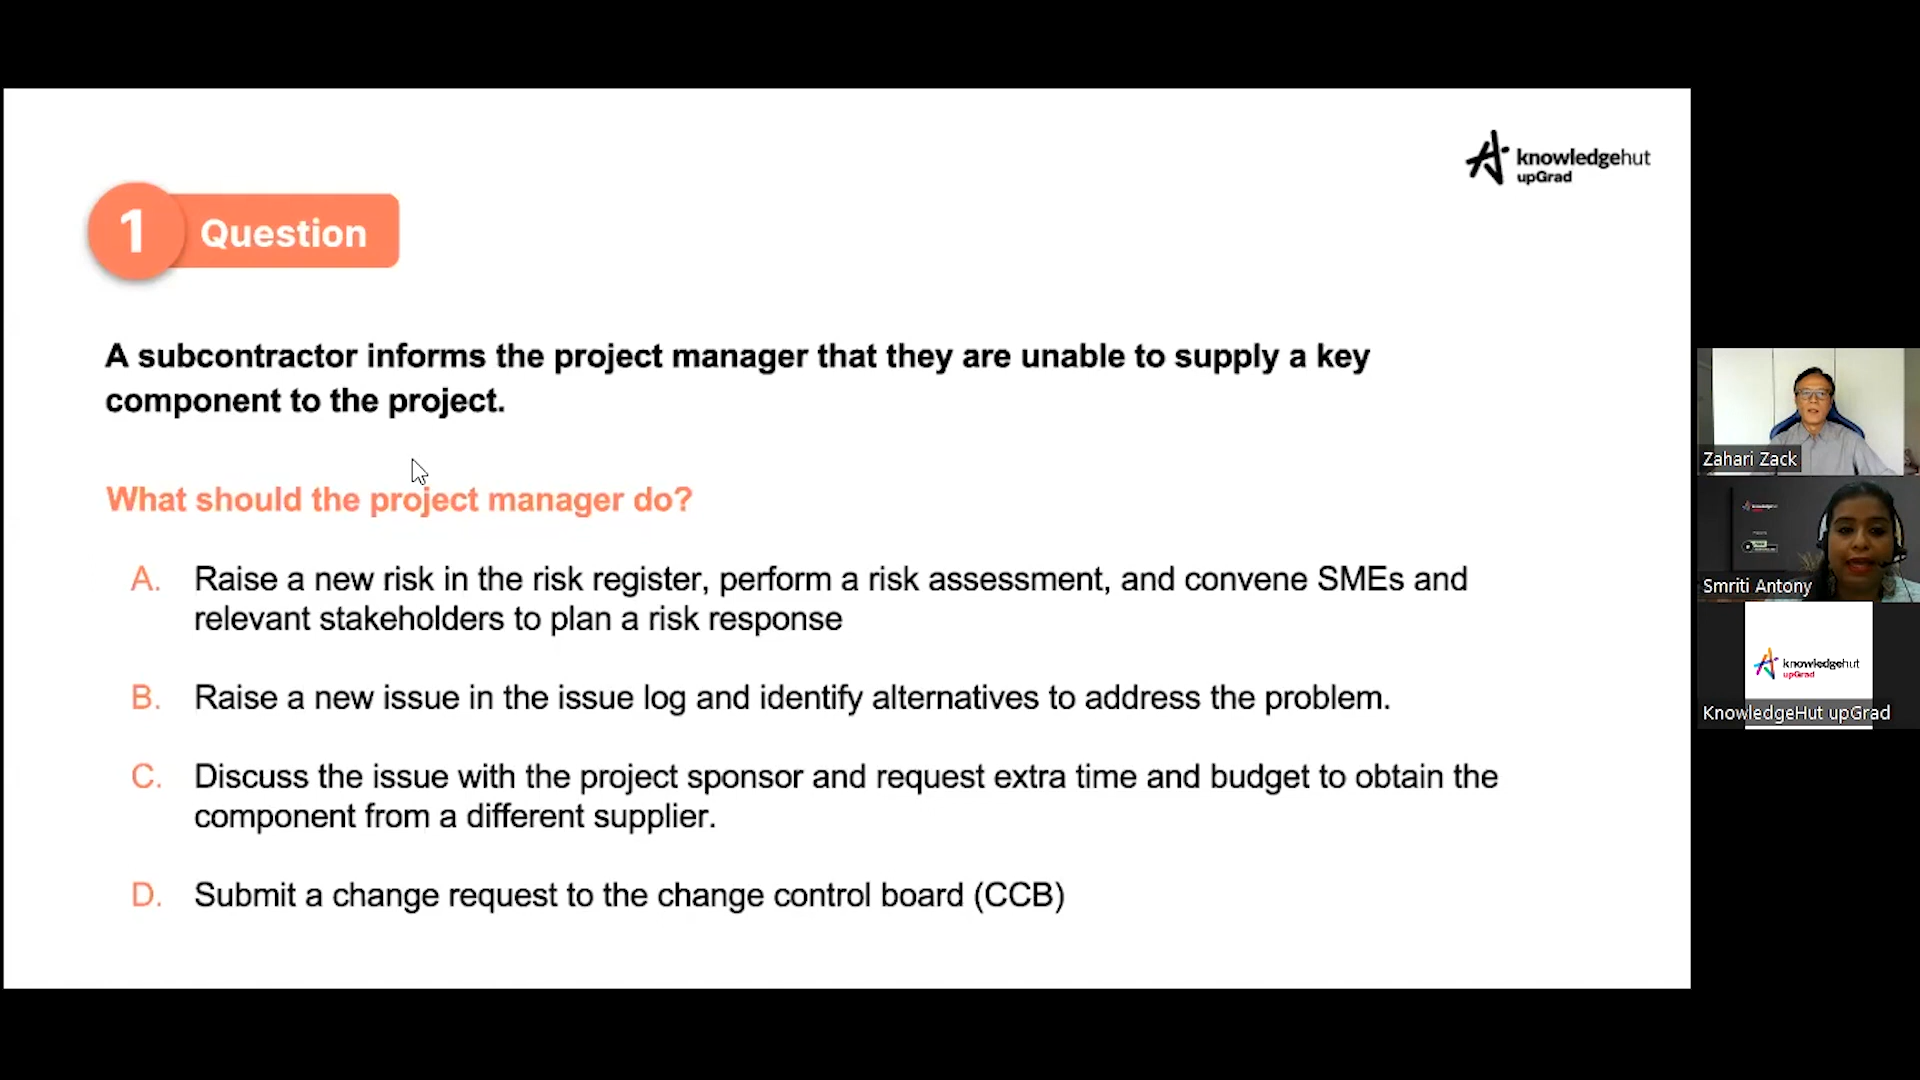 knowledgehut
upGrad
1 Question
A subcontractor informs the project manager that they are unable to supply a key
component to the project.
What should the project manager do?
A. Raise a new risk in the risk register, perform a risk assessment, and convene SMEs and
relevant stakeholders to plan a risk response
B. Raise a new issue in the issue log and identify alternatives to address the problem.
C. Discuss the issue with the project sponsor and request extra time and budget to obtain the
component from a different supplier.
D. Submit a change request to the change control board (CCB)
Zahari Zack
Smriti Antony
knowledgehut
upGrad
KnowledgeHut upGrad